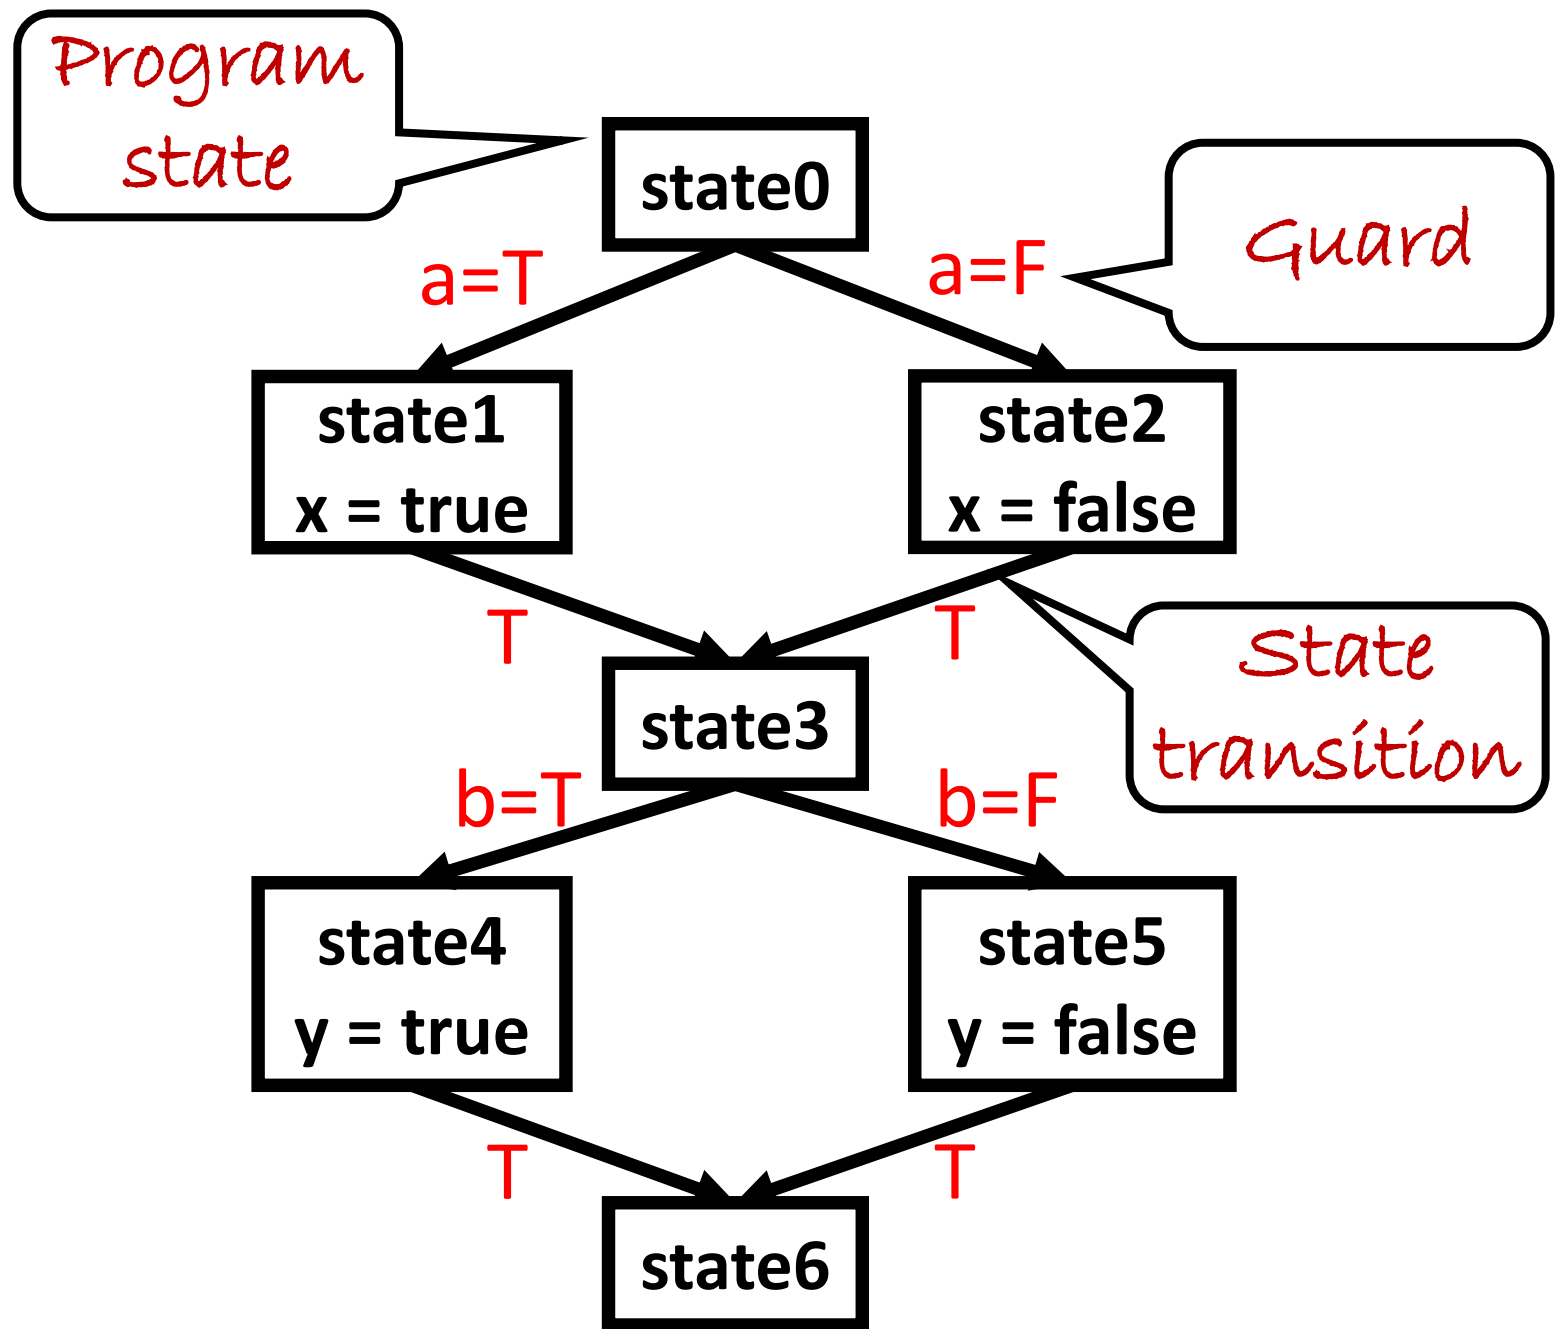 Program
state
state0
Guard
a=T
a=F
state1
x = true
state2
x = false
T
T
State
transition
state3
b=T
b=F
state4
y = true
state5
y = false
T
T
state6